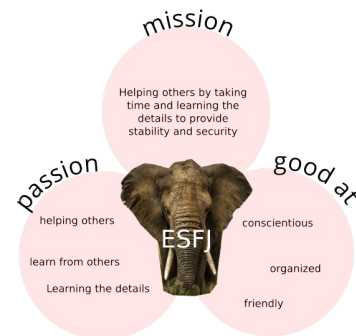 mission
Helping others by taking
time and learning the
details to provide
stability and security
passion
helping others
learn from others
Learning the details
ESFJ
good at
conscientious
organized
friendly